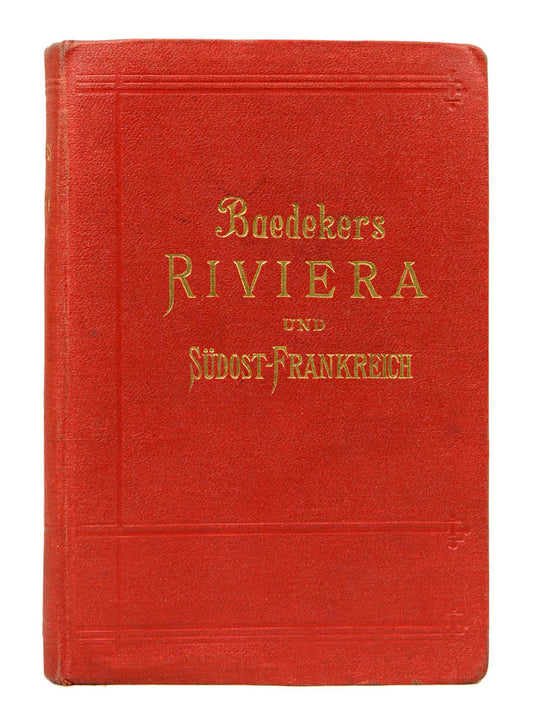 Baedekers
RIVIERA
UND
SÜDOST-FRANKREICH